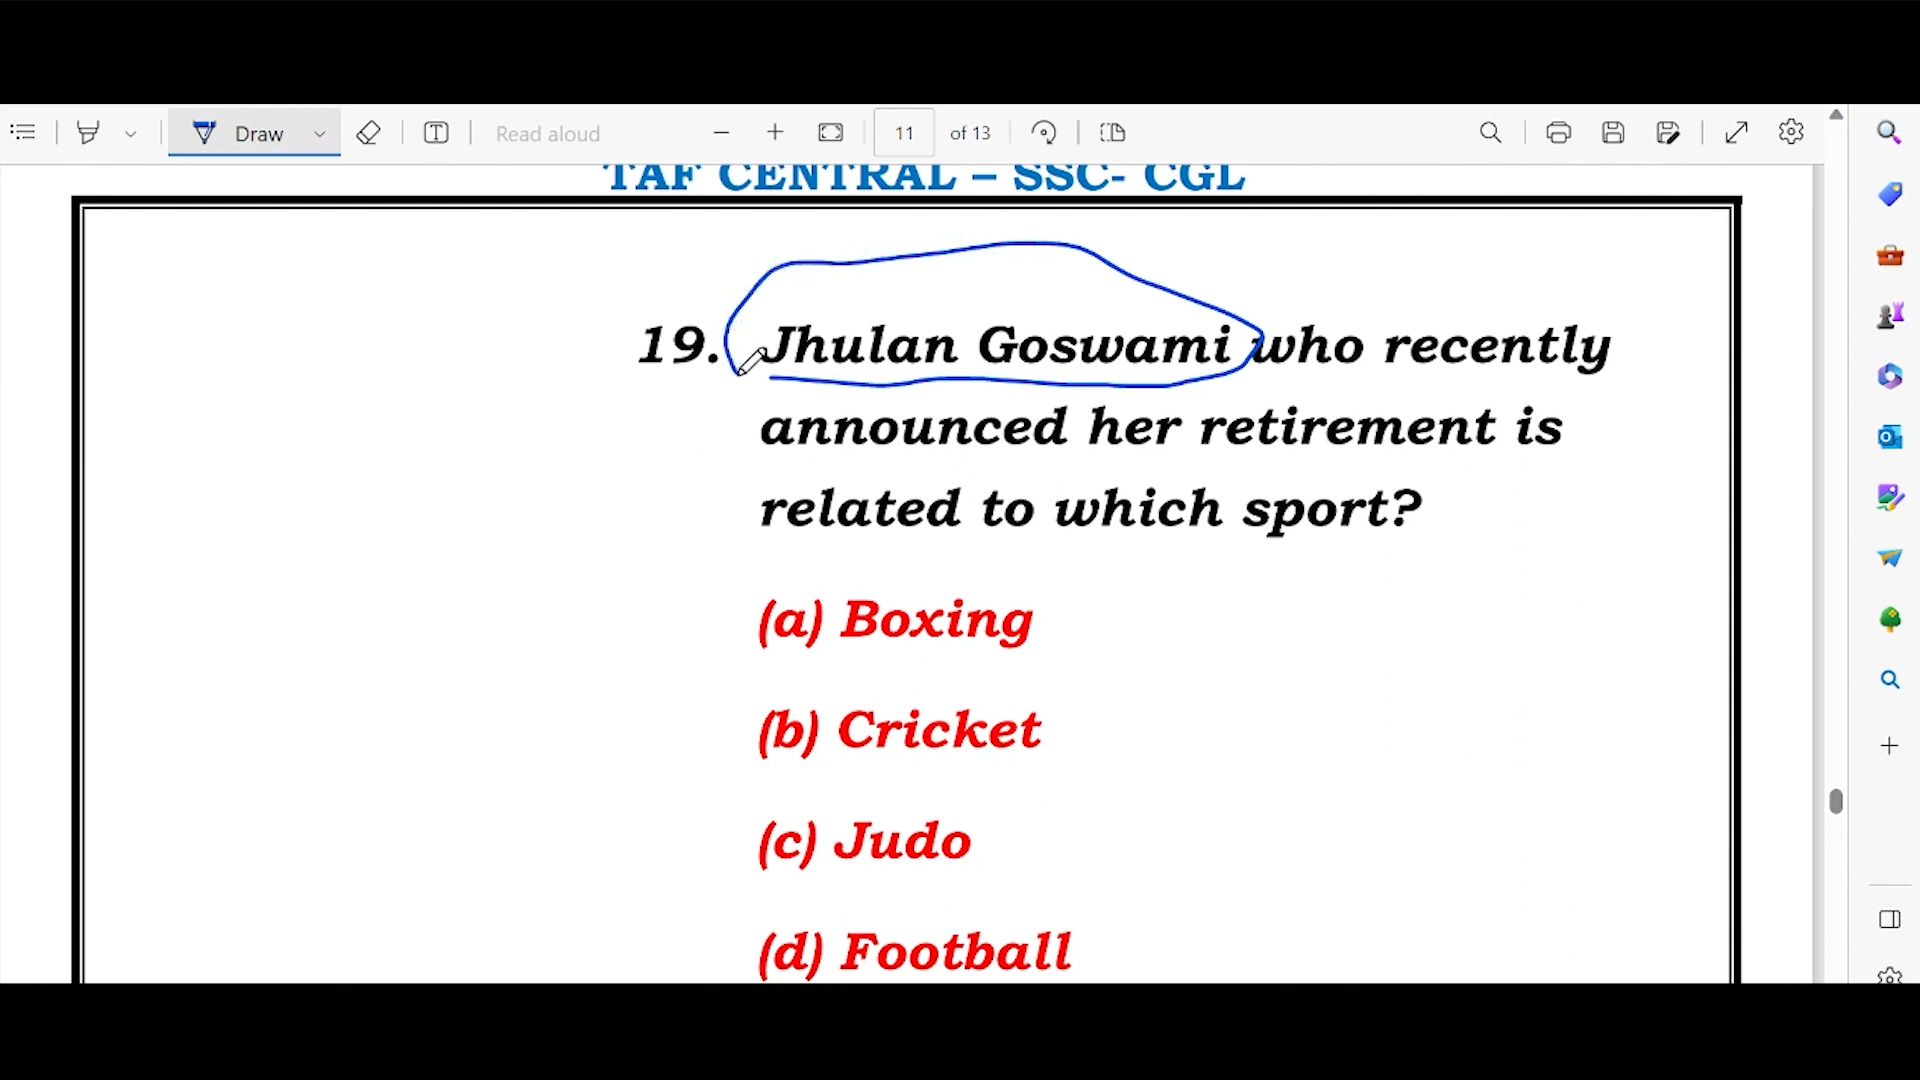 Draw
Read aloud
11 of 13
TAF CENTRAL – SSC- CGL
19. Jhulan Goswami who recently
announced her retirement is
related to which sport?
(a) Boxing
(b) Cricket
(c) Judo
(d) Football